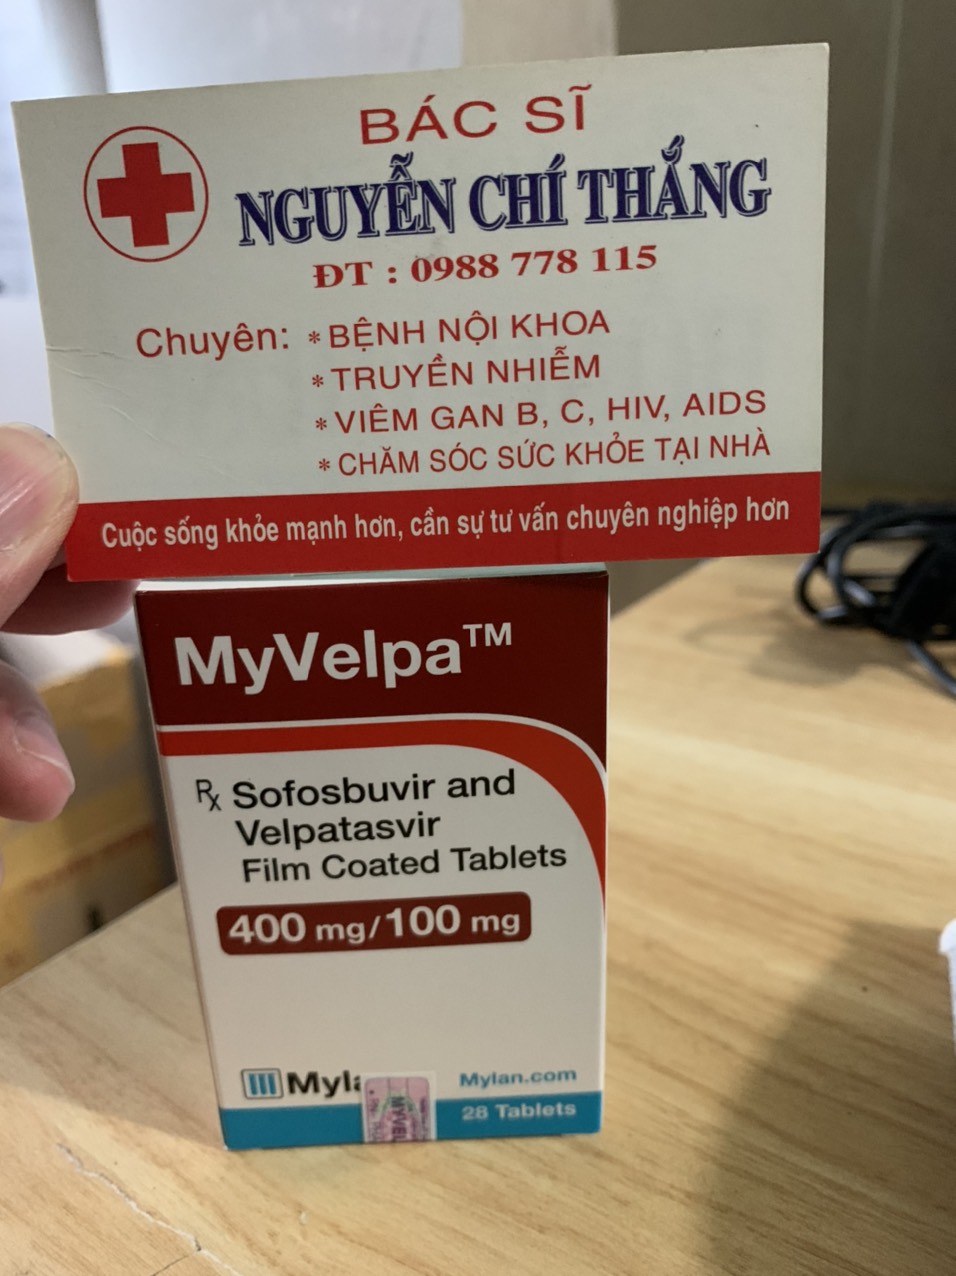 BÁC SĨ
NGUYỄN CHÍ THẮNG
ĐT : 0988 778 115
Chuyên: * BỆNH NỘI KHOA
* TRUYỀN NHIỄM
* VIÊM GAN B, C, HIV, AIDS
* CHĂM SÓC SỨC KHỎE TẠI NHÀ
Cuộc sống khỏe mạnh hơn, cần sự tư vấn chuyên nghiệp hơn
MyVelpa™
Rx Sofosbuvir and
Velpatasvir
Film Coated Tablets
400 mg/100 mg
Mylan.com
28 Tablets